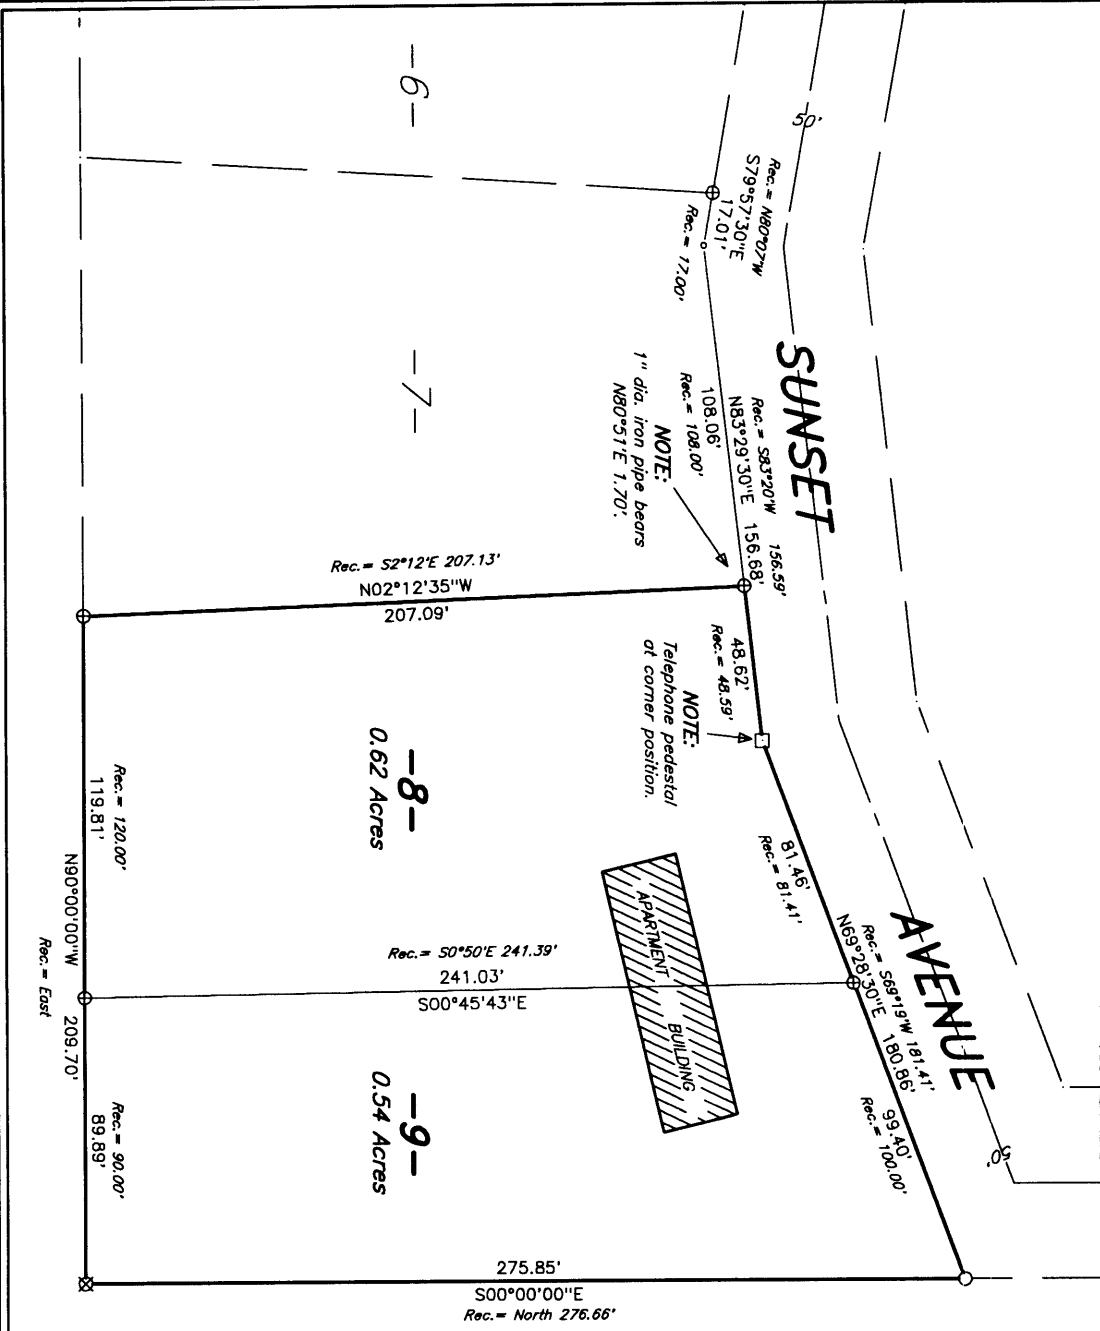 -6-
50'
Rec.= N80°07'W
S79°57'30"E
17.01'
Rec.= 17.00'
-7-
SUNSET
Rec.= S83°20'W 156.59'
N83°29'30"E 156.68'
108.06'
Rec.= 108.00'
NOTE:
1" dia. iron pipe bears
N80°51'E 1.70'.
Rec.= S2°12'E 207.13'
N02°12'35"W
207.09'
48.62'
Rec.= 48.59'
NOTE:
Telephone pedestal
at corner position.
-8-
0.62 Acres
81.46'
Rec.= 81.41'
AVENUE
Rec.= S69°19'W 181.41'
N69°28'30"E 180.86'
99.40'
Rec.= 100.00'
50'
APARTMENT BUILDING
Rec.= 120.00'
119.81'
N90°00'00"W 209.70'
Rec.= East
Rec.= S0°50'E 241.39'
241.03'
S00°45'43"E
-9-
0.54 Acres
Rec.= 90.00'
89.89'
275.85'
S00°00'00"E
Rec.= North 276.66'